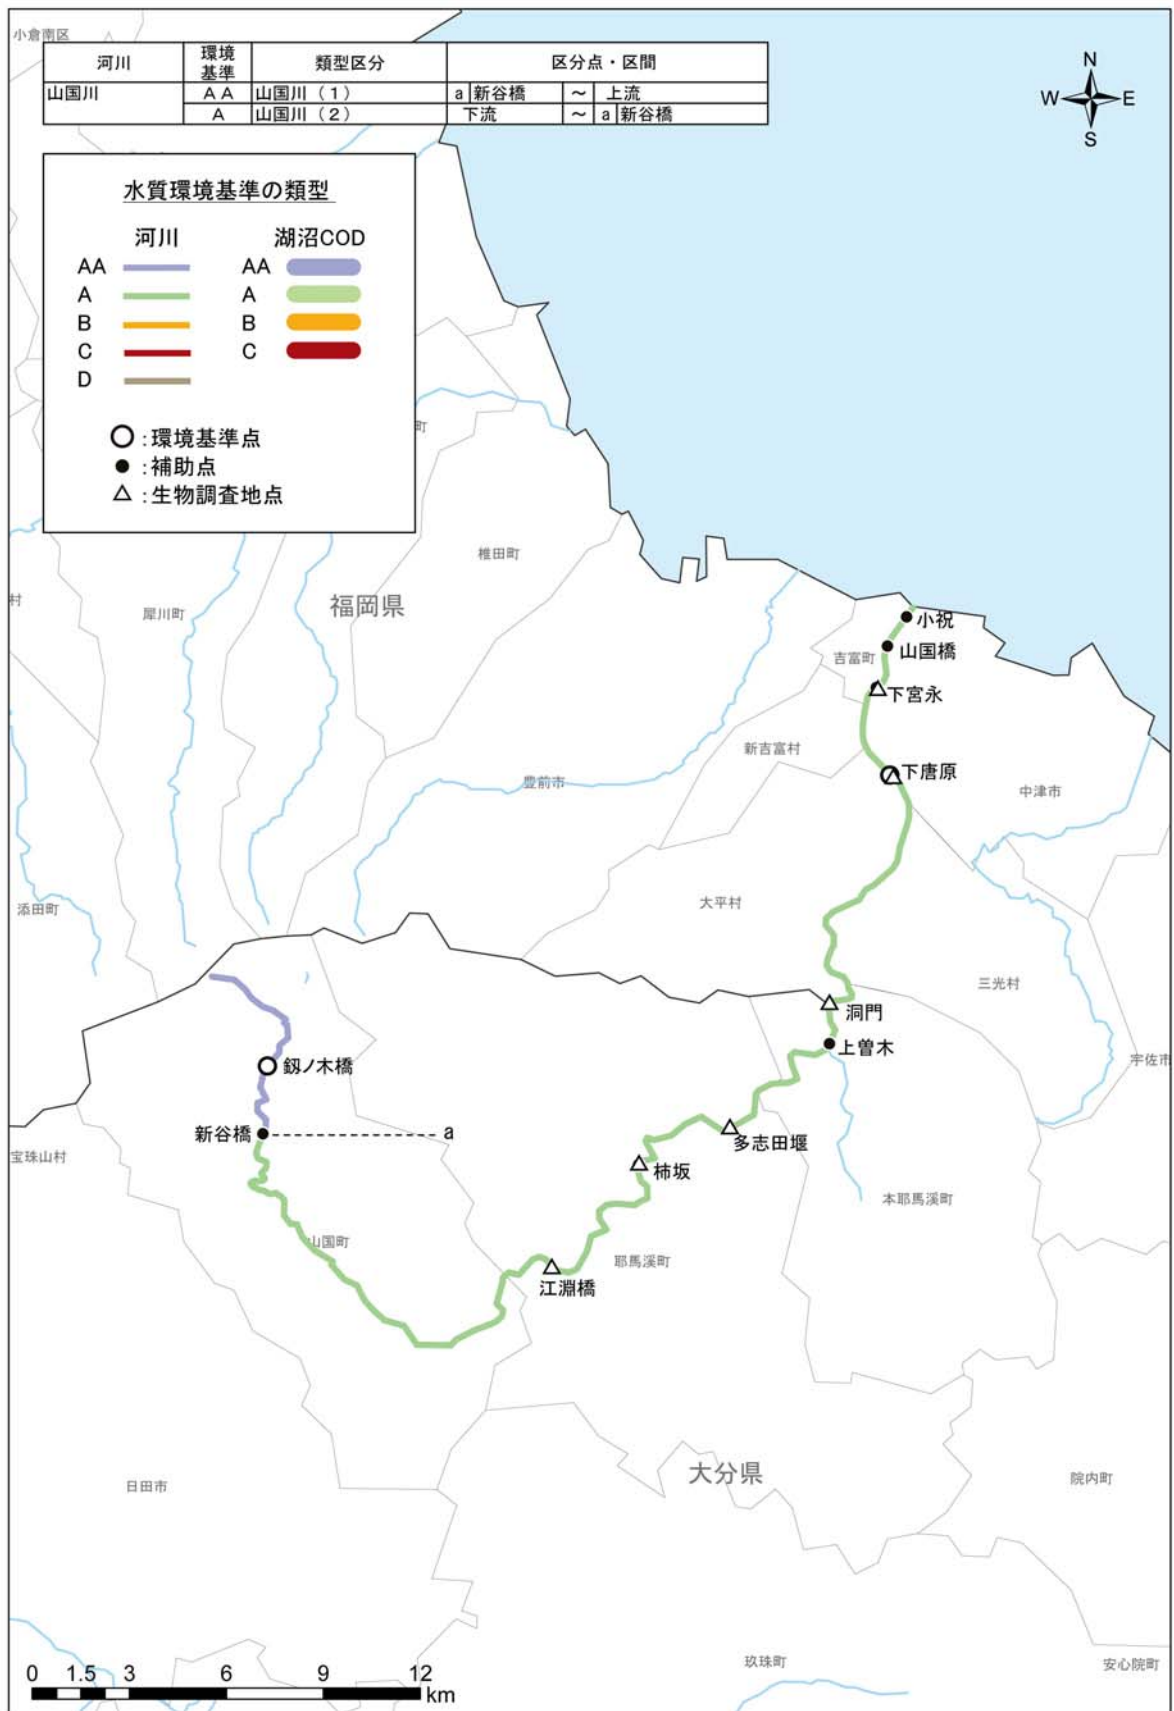 小倉南区
河川 環境基準 類型区分 区分点・区間
山国川 AA 山国川（1） a 新谷橋 ～ 上流
A 山国川（2） 下流 ～ a 新谷橋
N
W E
S
水質環境基準の類型
河川 湖沼COD
AA AA
A A
B B
C C
D
○：環境基準点
●：補助点
△：生物調査地点
町
椎田町
村
犀川町
福岡県
小祝
山国橋
吉富町
下宮永
新吉富村
下唐原
豊前市
中津市
添田町
大平村
三光村
洞門
上曽木
宇佐市
釼ノ木橋
新谷橋 a
多志田堰
宝珠山村
柿坂
本耶馬溪町
山国町
耶馬溪町
江淵橋
大分県
日田市
院内町
玖珠町
安心院町
0 1.5 3 6 9 12
km